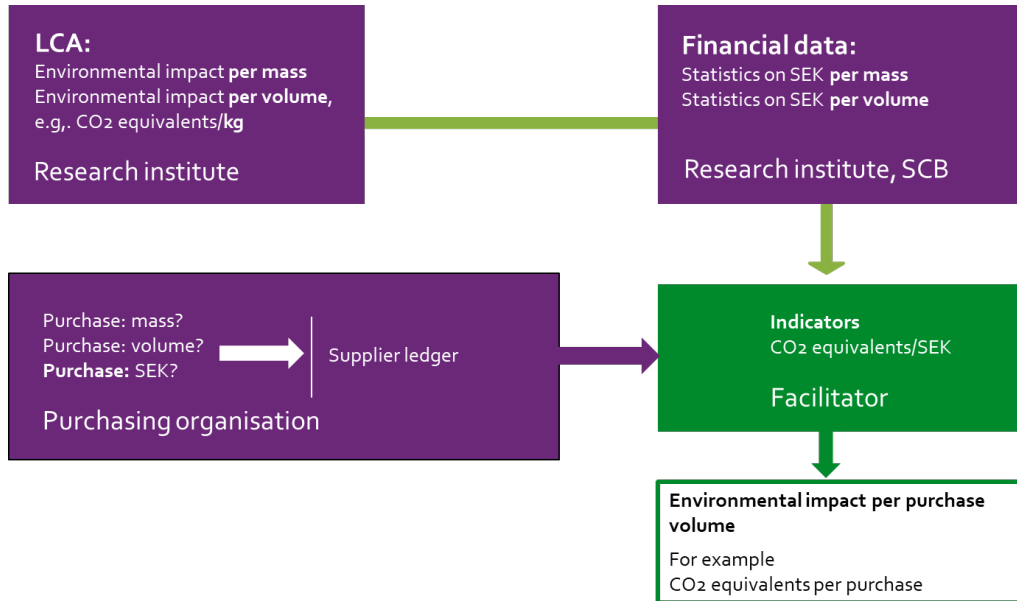 LCA:
Environmental impact per mass
Environmental impact per volume,
e,g,. CO2 equivalents/kg
Research institute
Financial data:
Statistics on SEK per mass
Statistics on SEK per volume
Research institute, SCB
Purchase: mass?
Purchase: volume?
Purchase: SEK?
Supplier ledger
Purchasing organisation
Indicators
CO2 equivalents/SEK
Facilitator
Environmental impact per purchase
volume
For example
CO2 equivalents per purchase